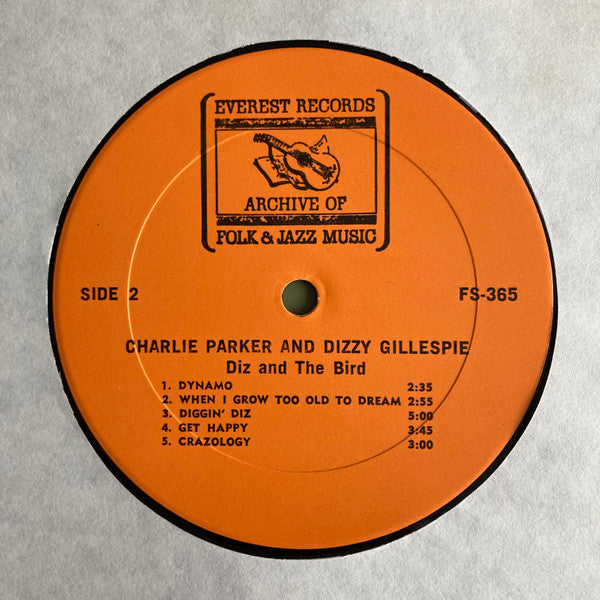 EVEREST RECORDS
ARCHIVE OF
FOLK & JAZZ MUSIC
SIDE 2 FS-365
CHARLIE PARKER AND DIZZY GILLESPIE
Diz and The Bird
1. DYNAMO 2:35
2. WHEN I GROW TOO OLD TO DREAM 2:55
3. DIGGIN' DIZ 5:00
4. GET HAPPY 3:45
5. CRAZOLOGY 3:00